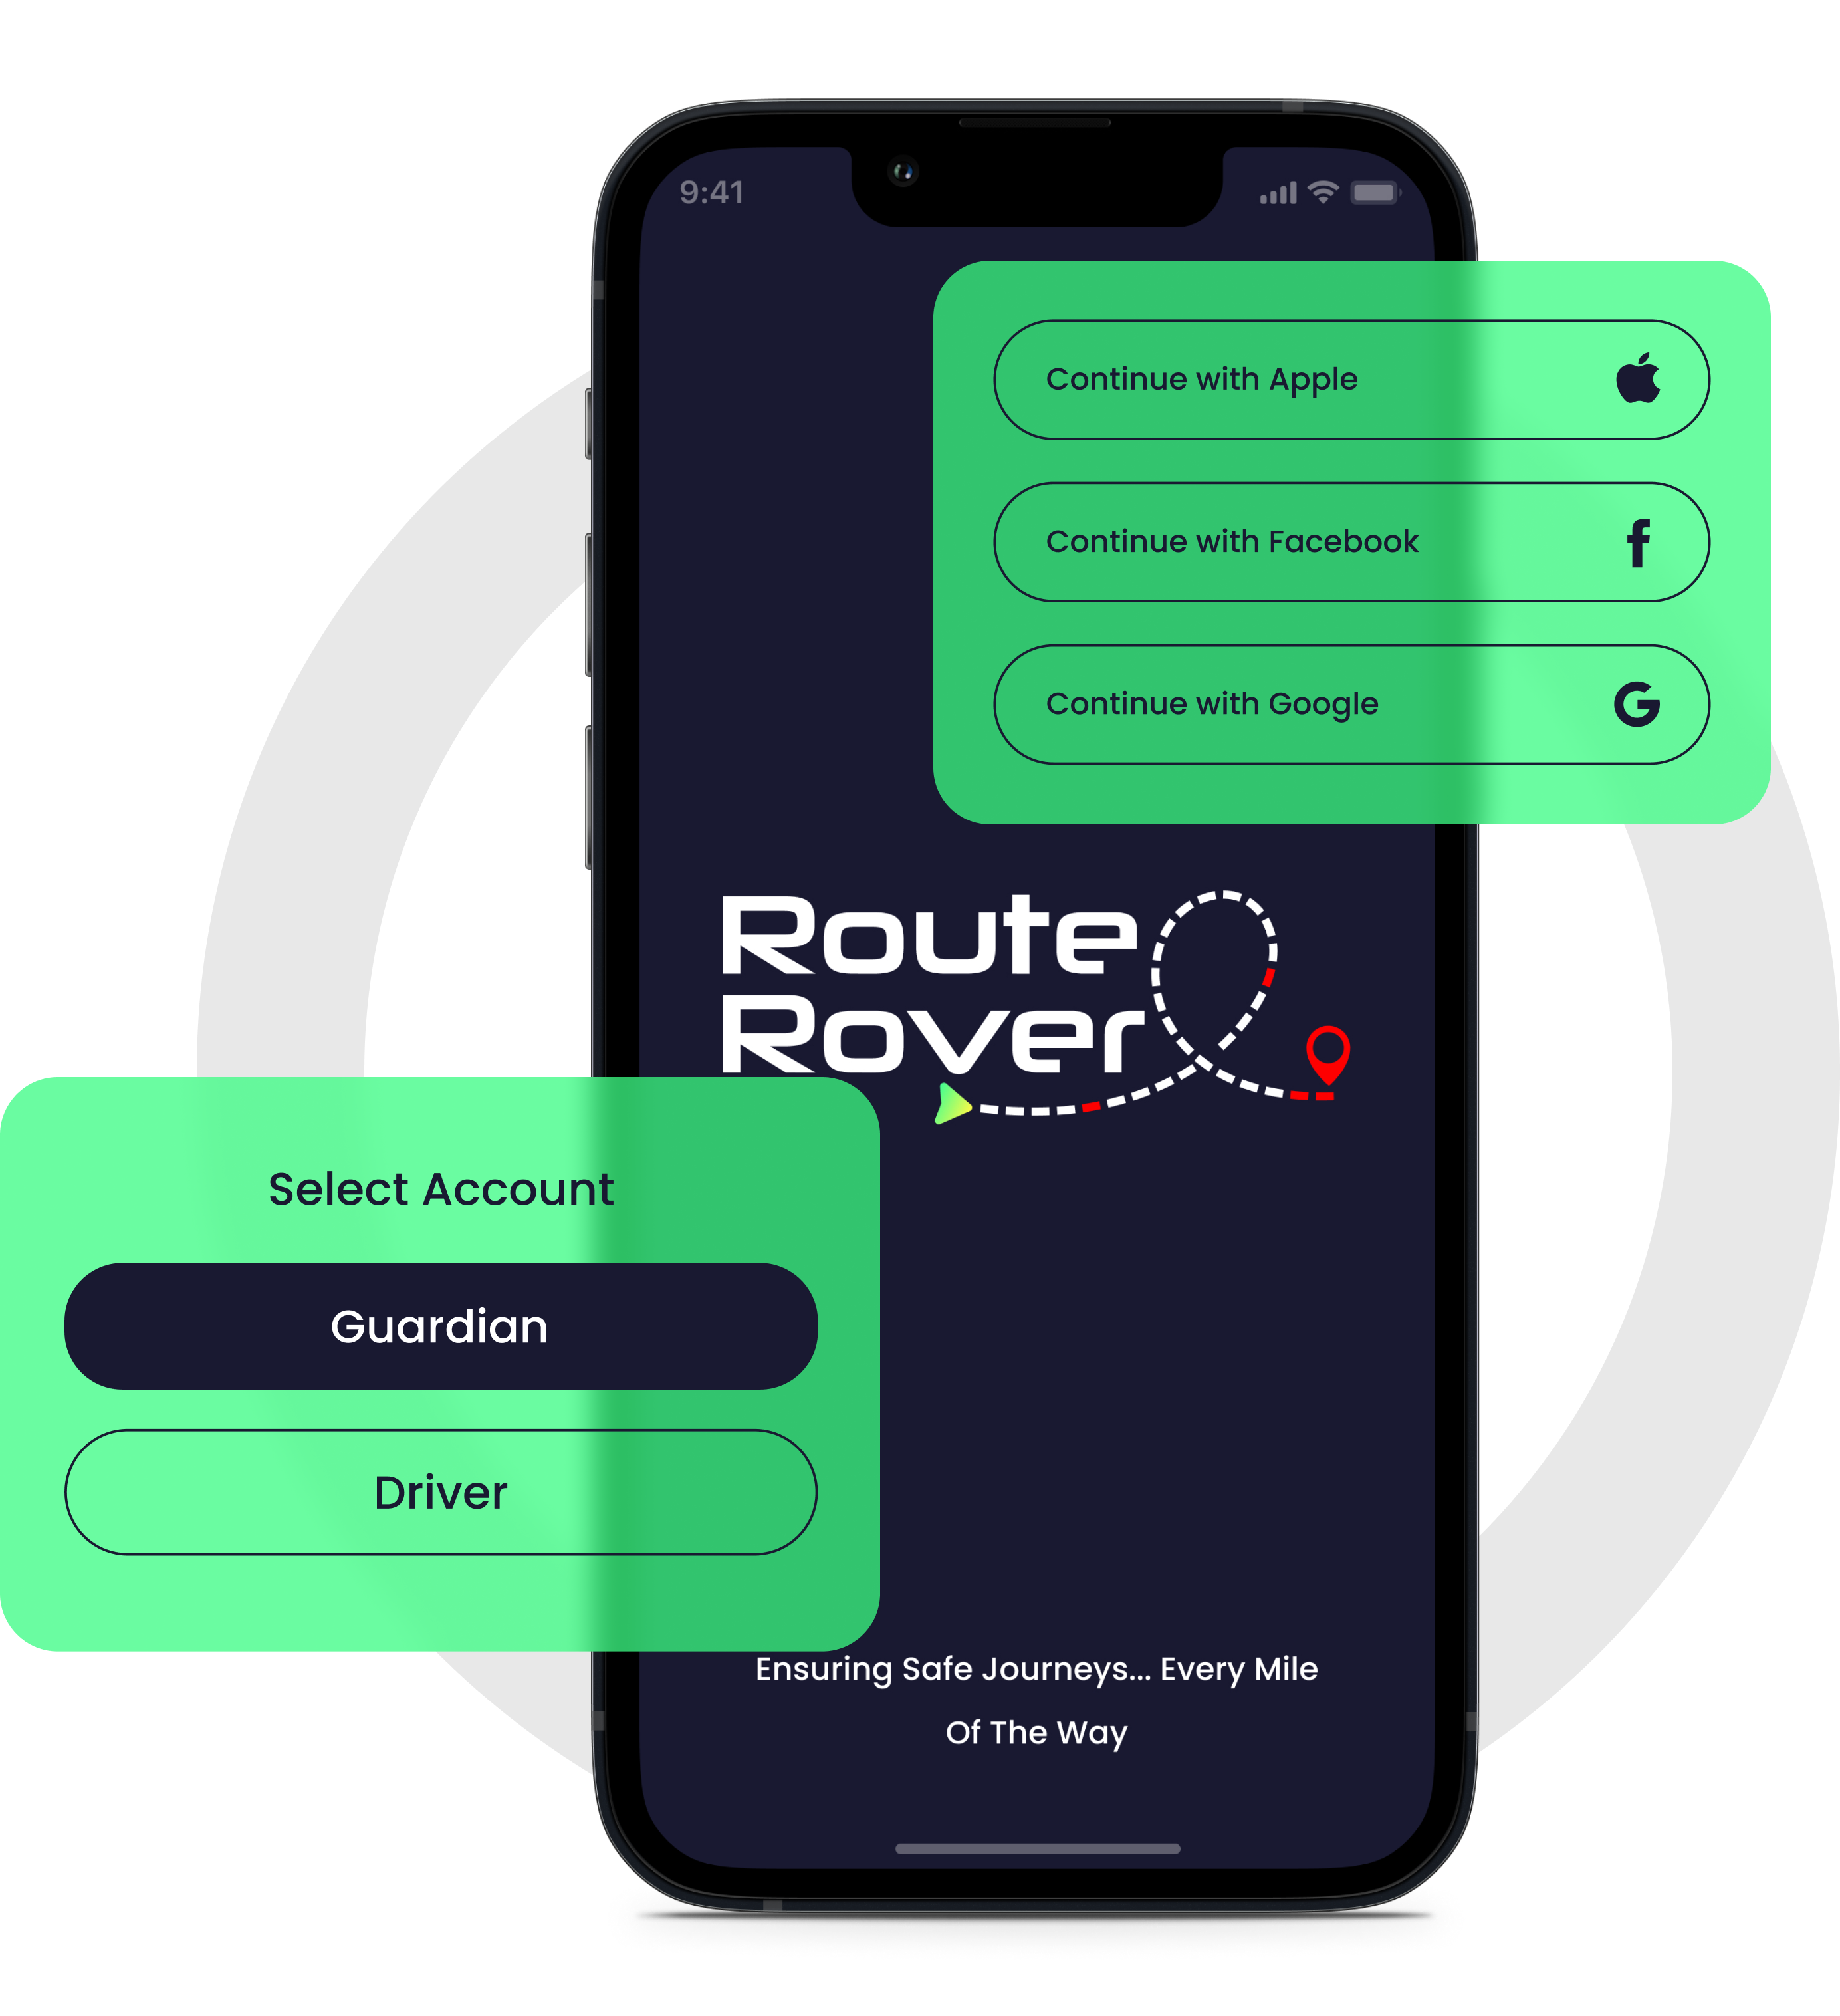 9:41
Continue with Apple
Continue with Facebook
Continue with Google
Route
Rover
Select Account
Guardian
Driver
Ensuring Safe Journeys... Every Mile
Of The Way